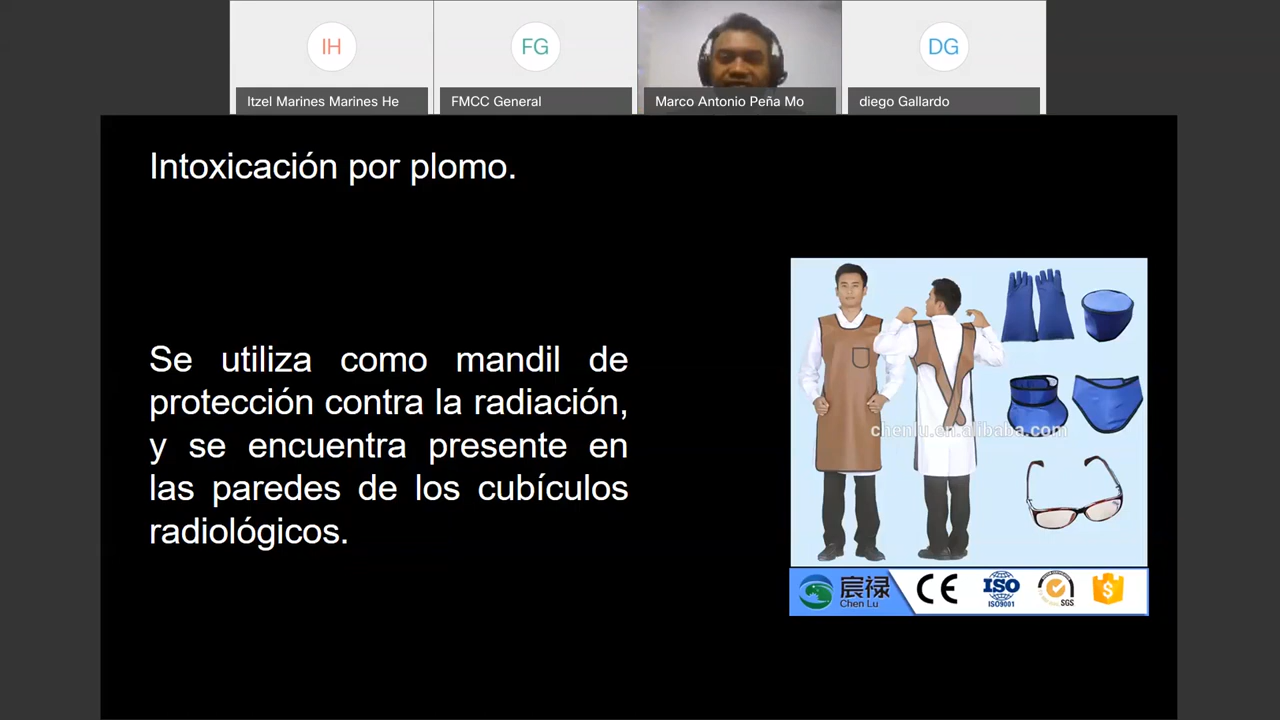 IH
FG
DG
Itzel Marines Marines He
FMCC General
Marco Antonio Peña Mo
diego Gallardo
Intoxicación por plomo.
Se utiliza como mandil de
protección contra la radiación,
y se encuentra presente en
las paredes de los cubículos
radiológicos.
chenlu.en.alibaba.com
宸禄
Chen Lu
CE
ISO
ISO9001
SGS
$